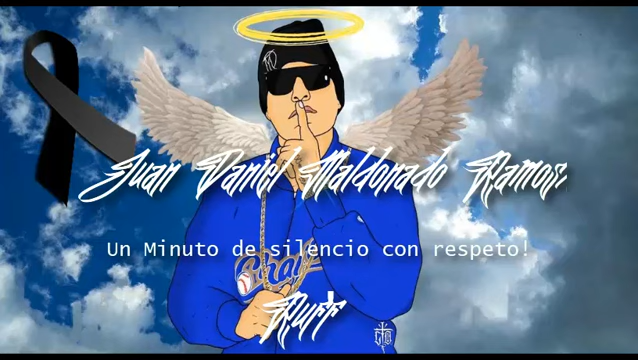 Juan Daniel Maldonado Ramos
Un Minuto de silencio con respeto!